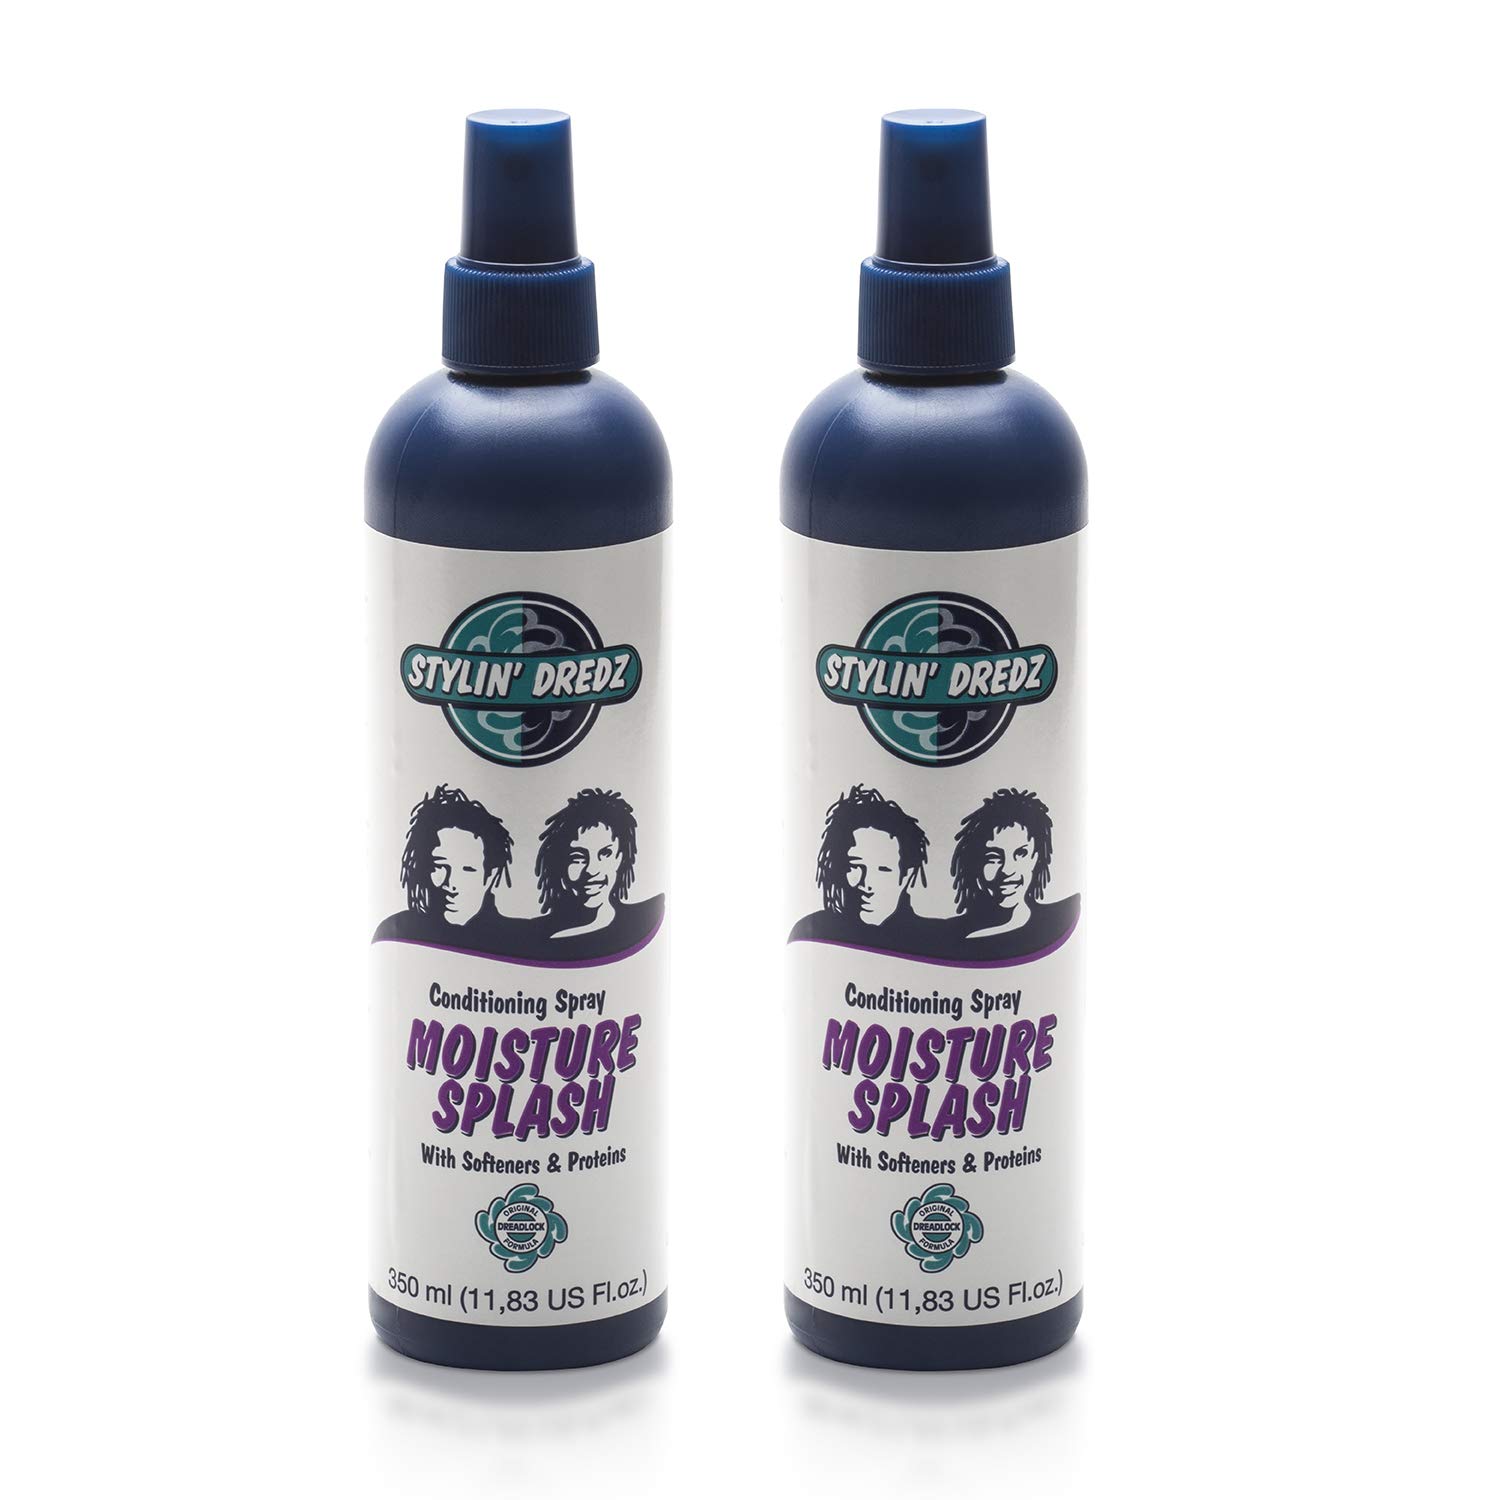 STYLIN' DREDZ
Conditioning Spray
MOISTURE
SPLASH
With Softeners & Proteins
ORIGINAL
DREADLOCK
FORMULA
350 ml (11,83 US Fl.oz.)
STYLIN' DREDZ
Conditioning Spray
MOISTURE
SPLASH
With Softeners & Proteins
ORIGINAL
DREADLOCK
FORMULA
350 ml (11,83 US Fl.oz.)